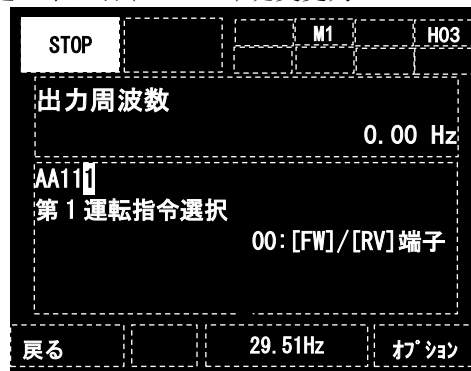 STOP
M1
H03
出力周波数
0.00 Hz
AA111
第1運転指令選択
00:[FW]/[RV]端子
戻る
29.51Hz
ｵﾌﾟｼｮﾝ